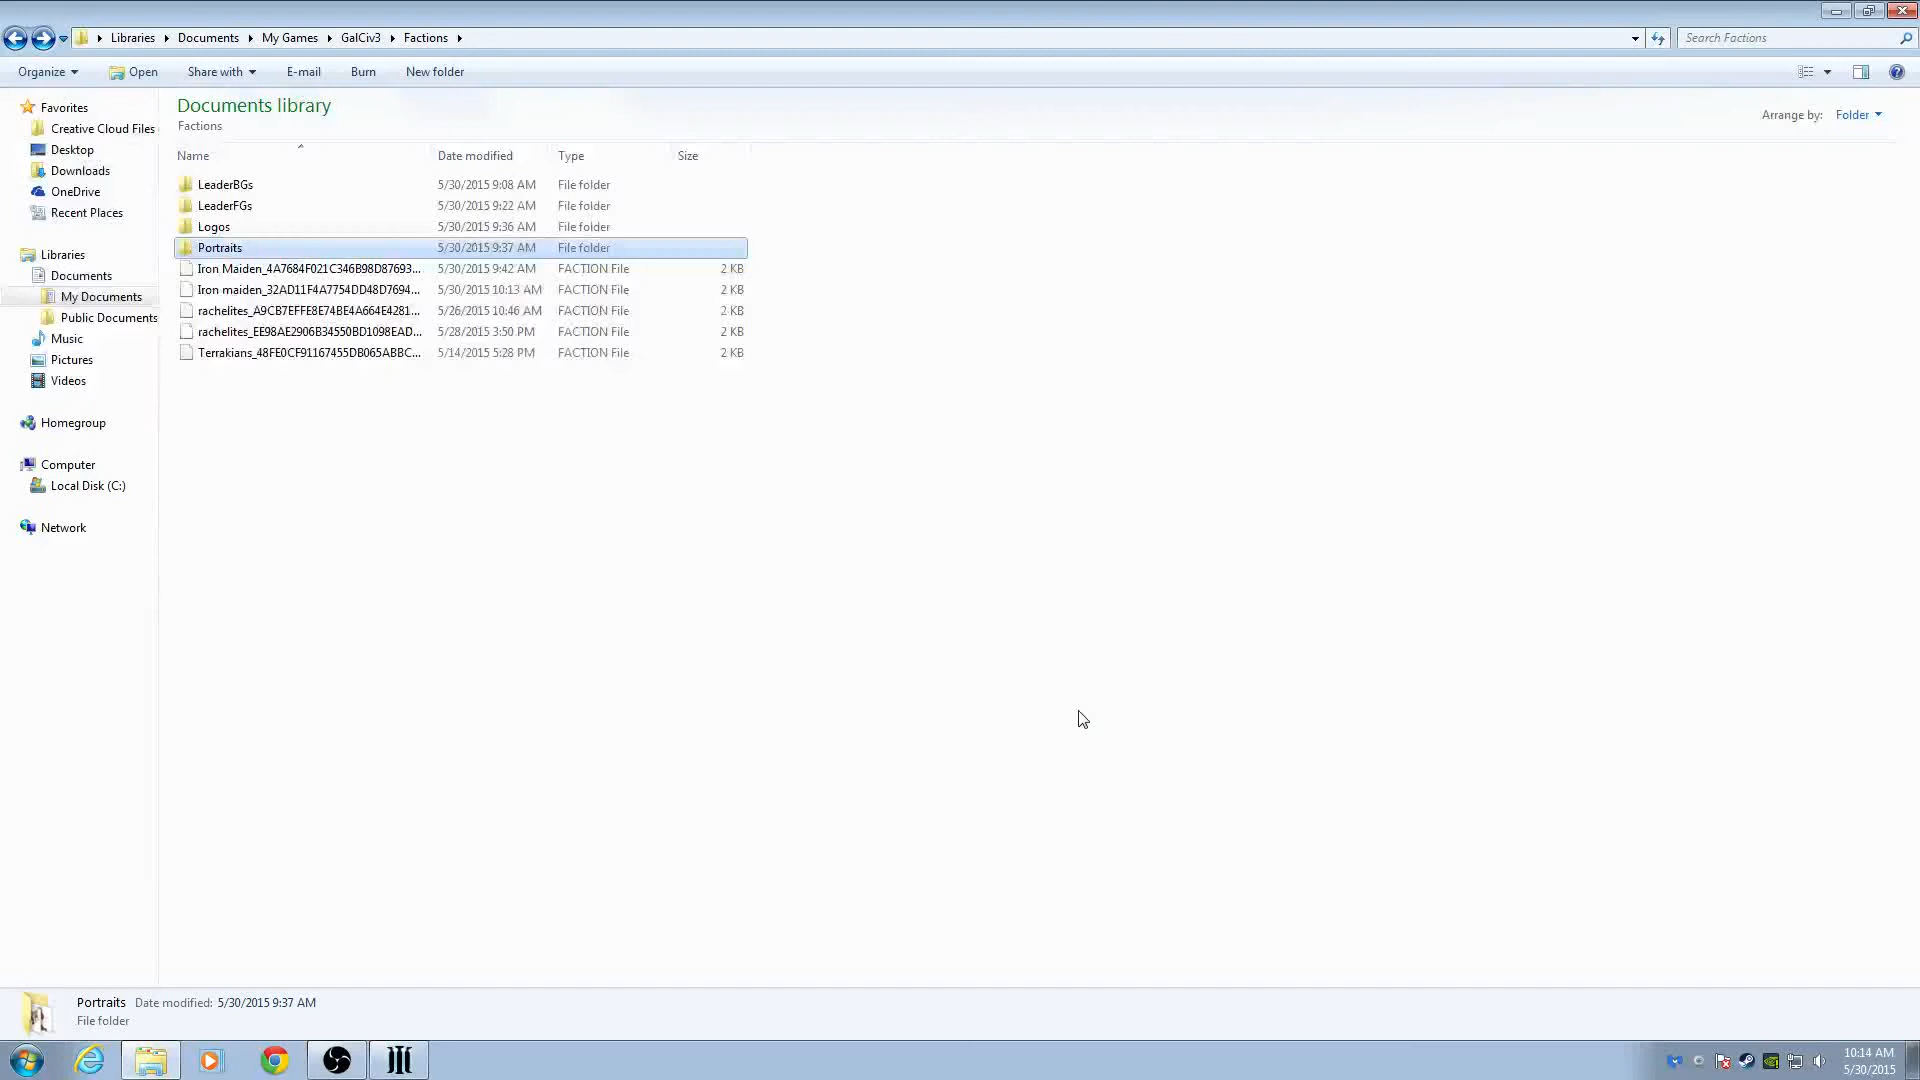 Libraries Documents My Games GalCiv3 Factions
Search Factions
Organize Open Share with E-mail Burn New folder
Favorites
Creative Cloud Files
Desktop
Downloads
OneDrive
Recent Places
Libraries
Documents
My Documents
Public Documents
Music
Pictures
Videos
Homegroup
Computer
Local Disk (C:)
Network
Documents library
Factions
Arrange by: Folder
Name Date modified Type Size
LeaderBGs 5/30/2015 9:08 AM File folder
LeaderFGs 5/30/2015 9:22 AM File folder
Logos 5/30/2015 9:36 AM File folder
Portraits 5/30/2015 9:37 AM File folder
Iron Maiden_4A7684F021C346B98D87693... 5/30/2015 9:42 AM FACTION File 2 KB
Iron maiden_32AD11F4A7754DD48D7694... 5/30/2015 10:13 AM FACTION File 2 KB
rachelites_A9CB7EFFE8E74BE4A664E4281... 5/26/2015 10:46 AM FACTION File 2 KB
rachelites_EE98AE2906B34550BD1098EAD... 5/28/2015 3:50 PM FACTION File 2 KB
Terrakians_48FE0CF91167455DB065ABBC... 5/14/2015 5:28 PM FACTION File 2 KB
Portraits Date modified: 5/30/2015 9:37 AM
File folder
10:14 AM
5/30/2015